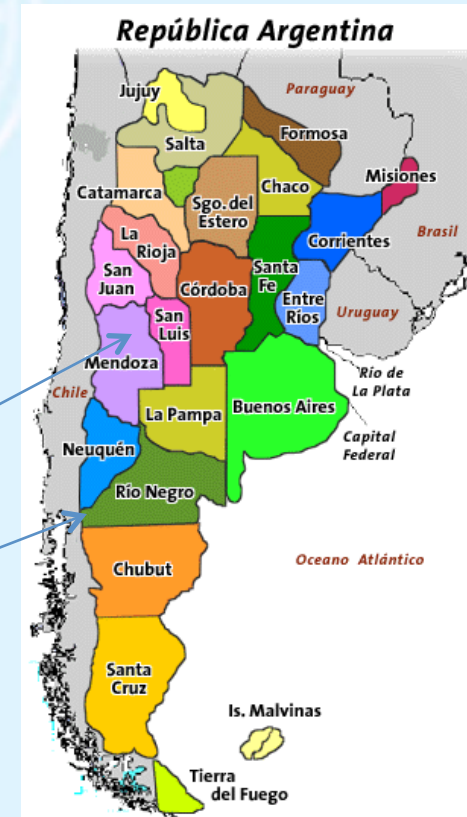 República Argentina
Jujuy
Paraguay
Salta
Formosa
Misiones
Catamarca
Chaco
Sgo. del
Estero
La
Rioja
Corrientes
Brasil
San
Juan
Córdoba
Santa
Fe
Entre
Ríos
San
Luis
Uruguay
Mendoza
Río de
La Plata
Chile
La Pampa
Buenos Aires
Capital
Federal
Neuquén
Río Negro
Oceano Atlántico
Chubut
Santa
Cruz
Is. Malvinas
Tierra
del Fuego